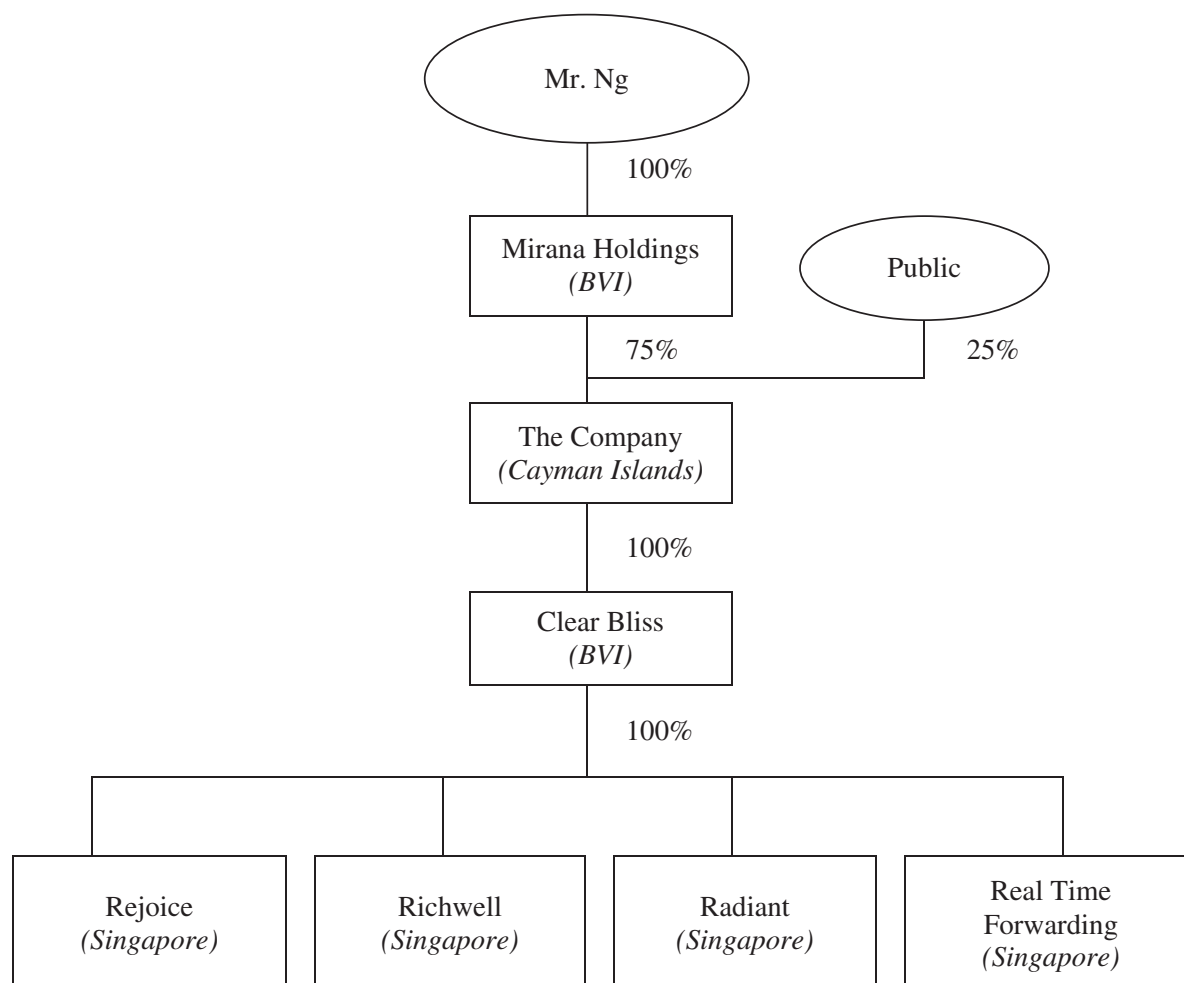 Mr. Ng
100%
Mirana Holdings
(BVI)
Public
75%
25%
The Company
(Cayman Islands)
100%
Clear Bliss
(BVI)
100%
Rejoice
(Singapore)
Richwell
(Singapore)
Radiant
(Singapore)
Real Time
Forwarding
(Singapore)